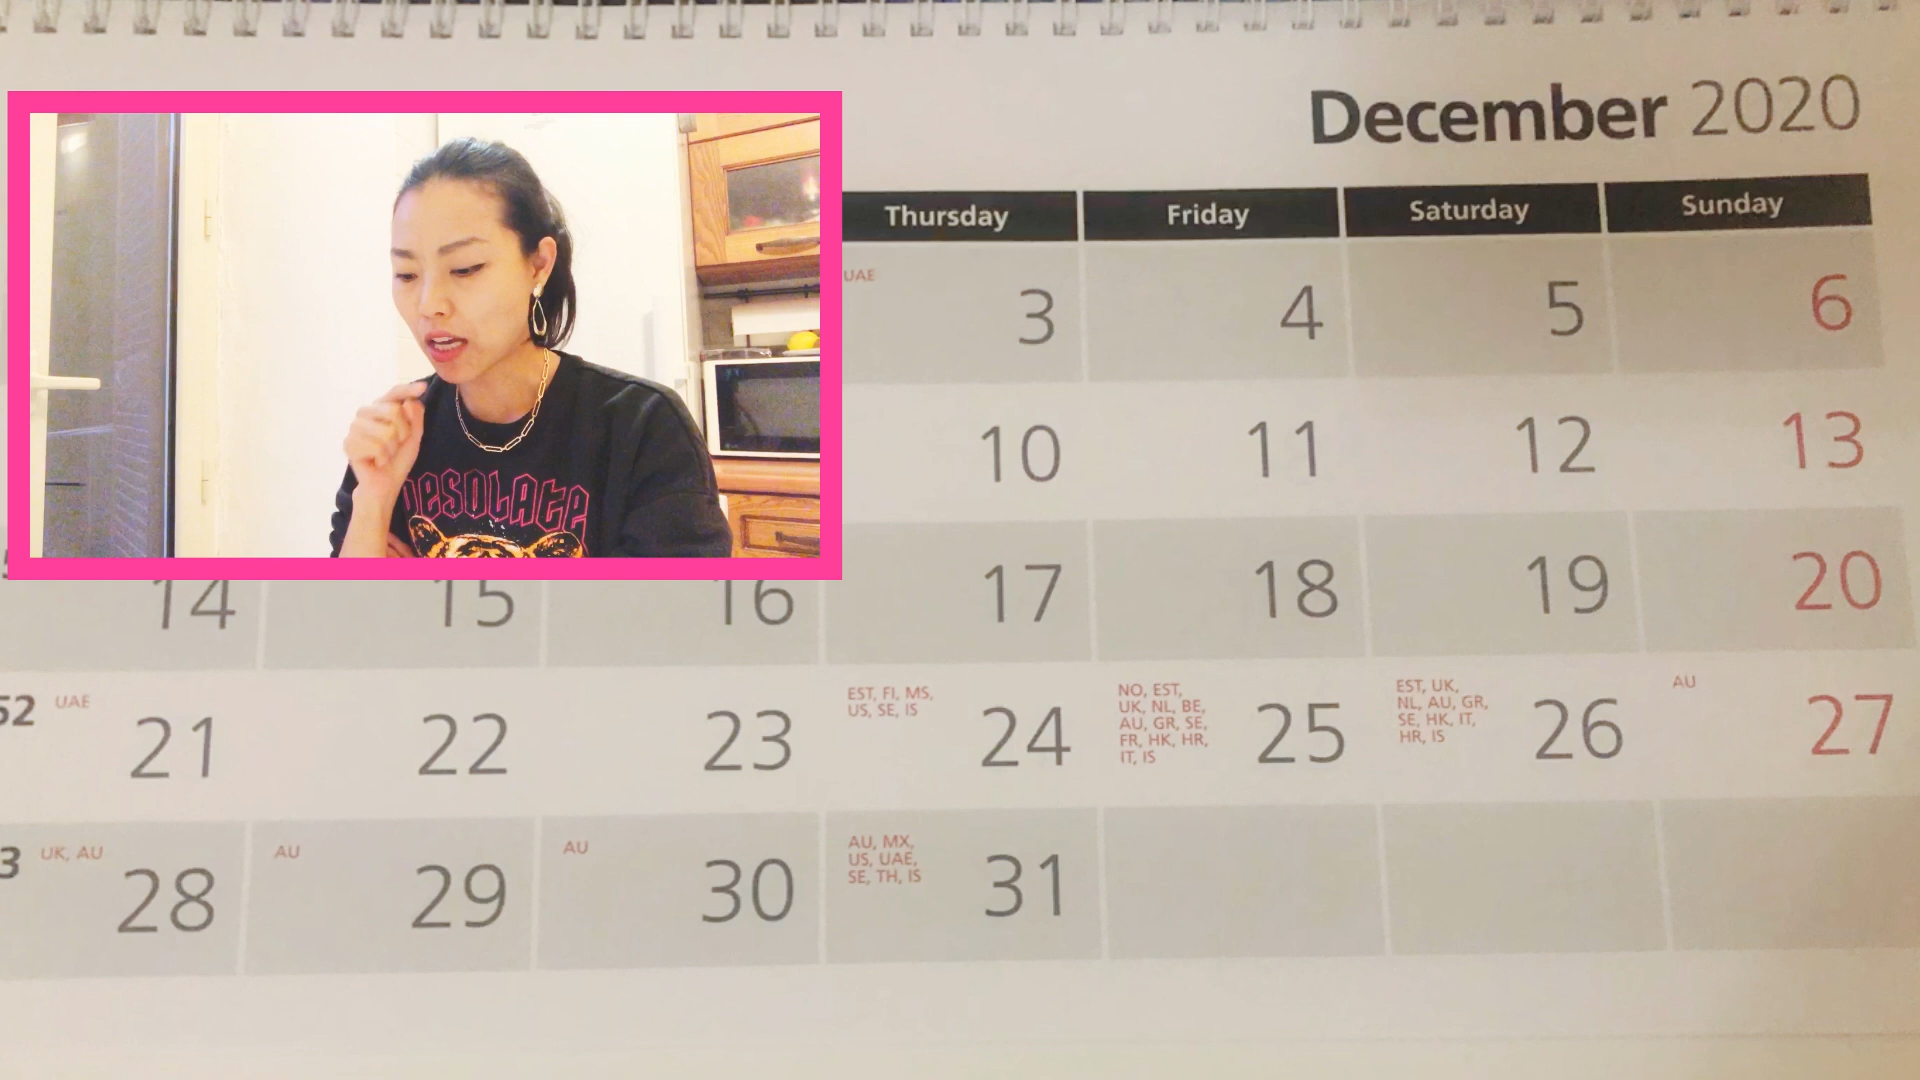 December 2020
Thursday Friday Saturday Sunday
UAE
3 4 5 6
10 11 12 13
DESOLATE
14 15 16 17 18 19 20
52 UAE 21 22 23
EST, FI, MS,
US, SE, IS
24
NO, EST,
UK, NL, BE,
AU, GR, SE,
FR, HK, HR,
IT, IS
25
EST, UK,
NL, AU, GR,
SE, HK, IT,
HR, IS
26
AU
27
3 UK, AU 28
AU 29
AU 30
AU, MX,
US, UAE,
SE, TH, IS
31